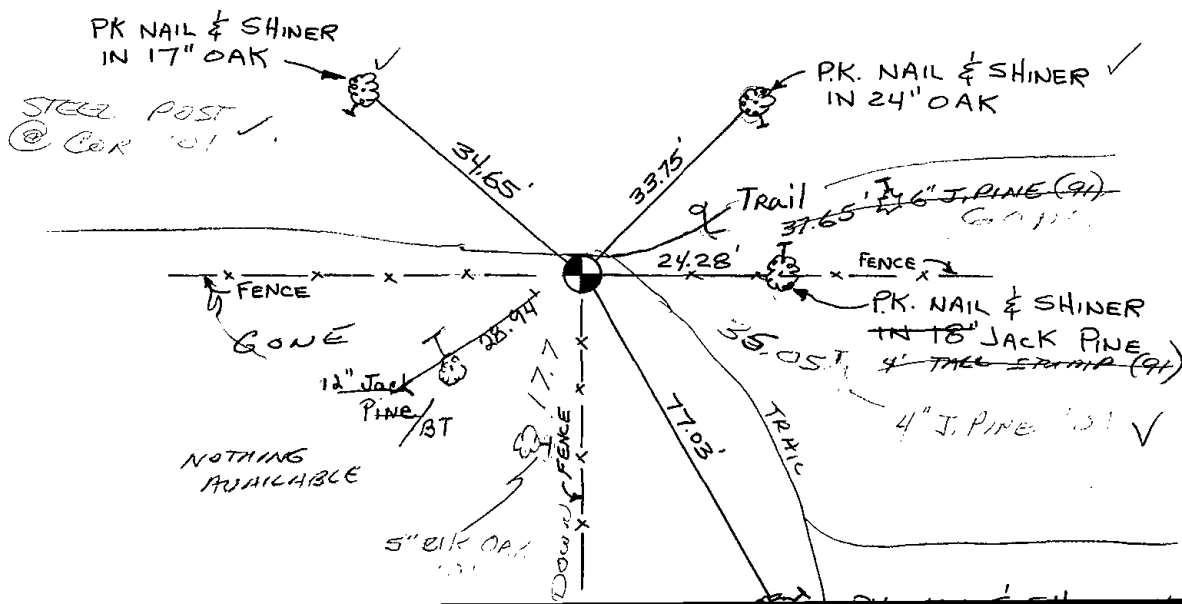 PK NAIL & SHINER
IN 17" OAK
STEEL POST
@ COR '01
P.K. NAIL & SHINER
IN 24" OAK
34.65'
33.75'
Trail
37.65' 6" J. PINE (91)
24.28'
FENCE
FENCE
GONE
P.K. NAIL & SHINER
IN 18" JACK PINE
4' TALL STUMP (91)
28.94
35.05
12" Jack
PINE/BT
17.7
FENCE
DOWN
77.03'
TRAIL
4" J. PINE '01
NOTHING
AVAILABLE
5" BLK OAK